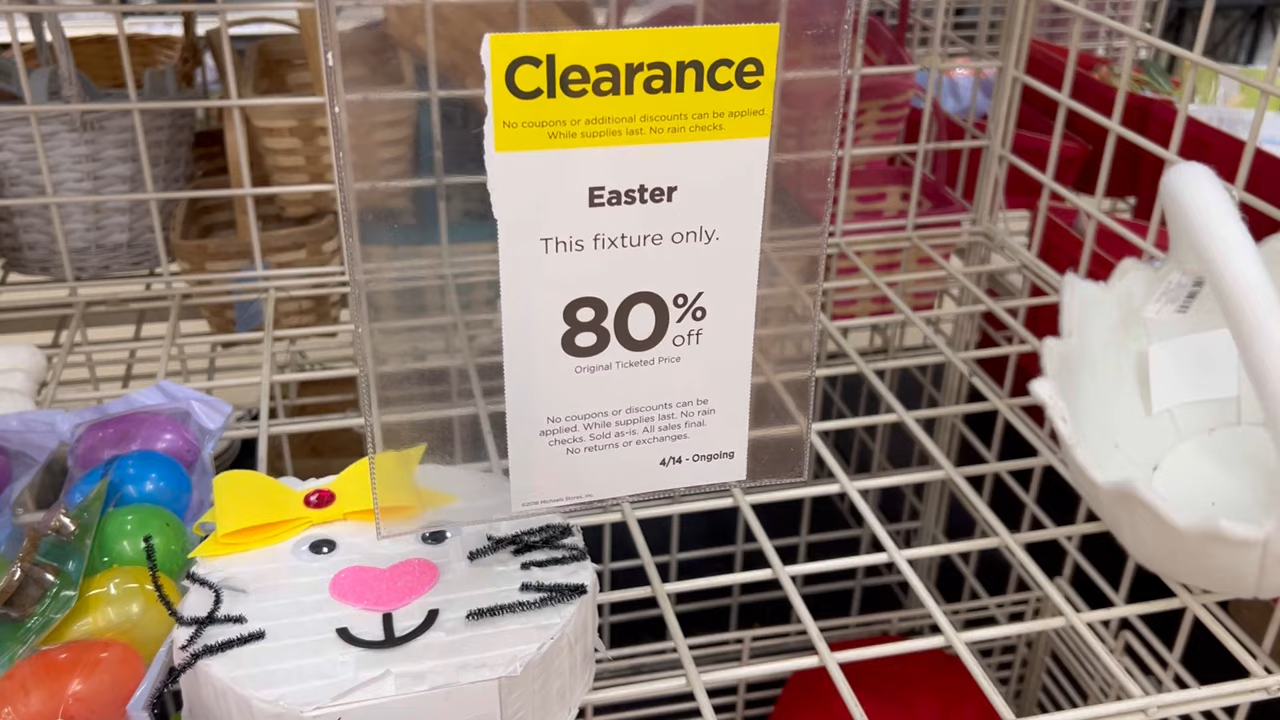 Clearance
No coupons or additional discounts can be applied.
While supplies last. No rain checks.
Easter
This fixture only.
80%
off
Original Ticketed Price
No coupons or discounts can be
applied. While supplies last. No rain
checks. Sold as-is. All sales final.
No returns or exchanges.
4/14 - Ongoing